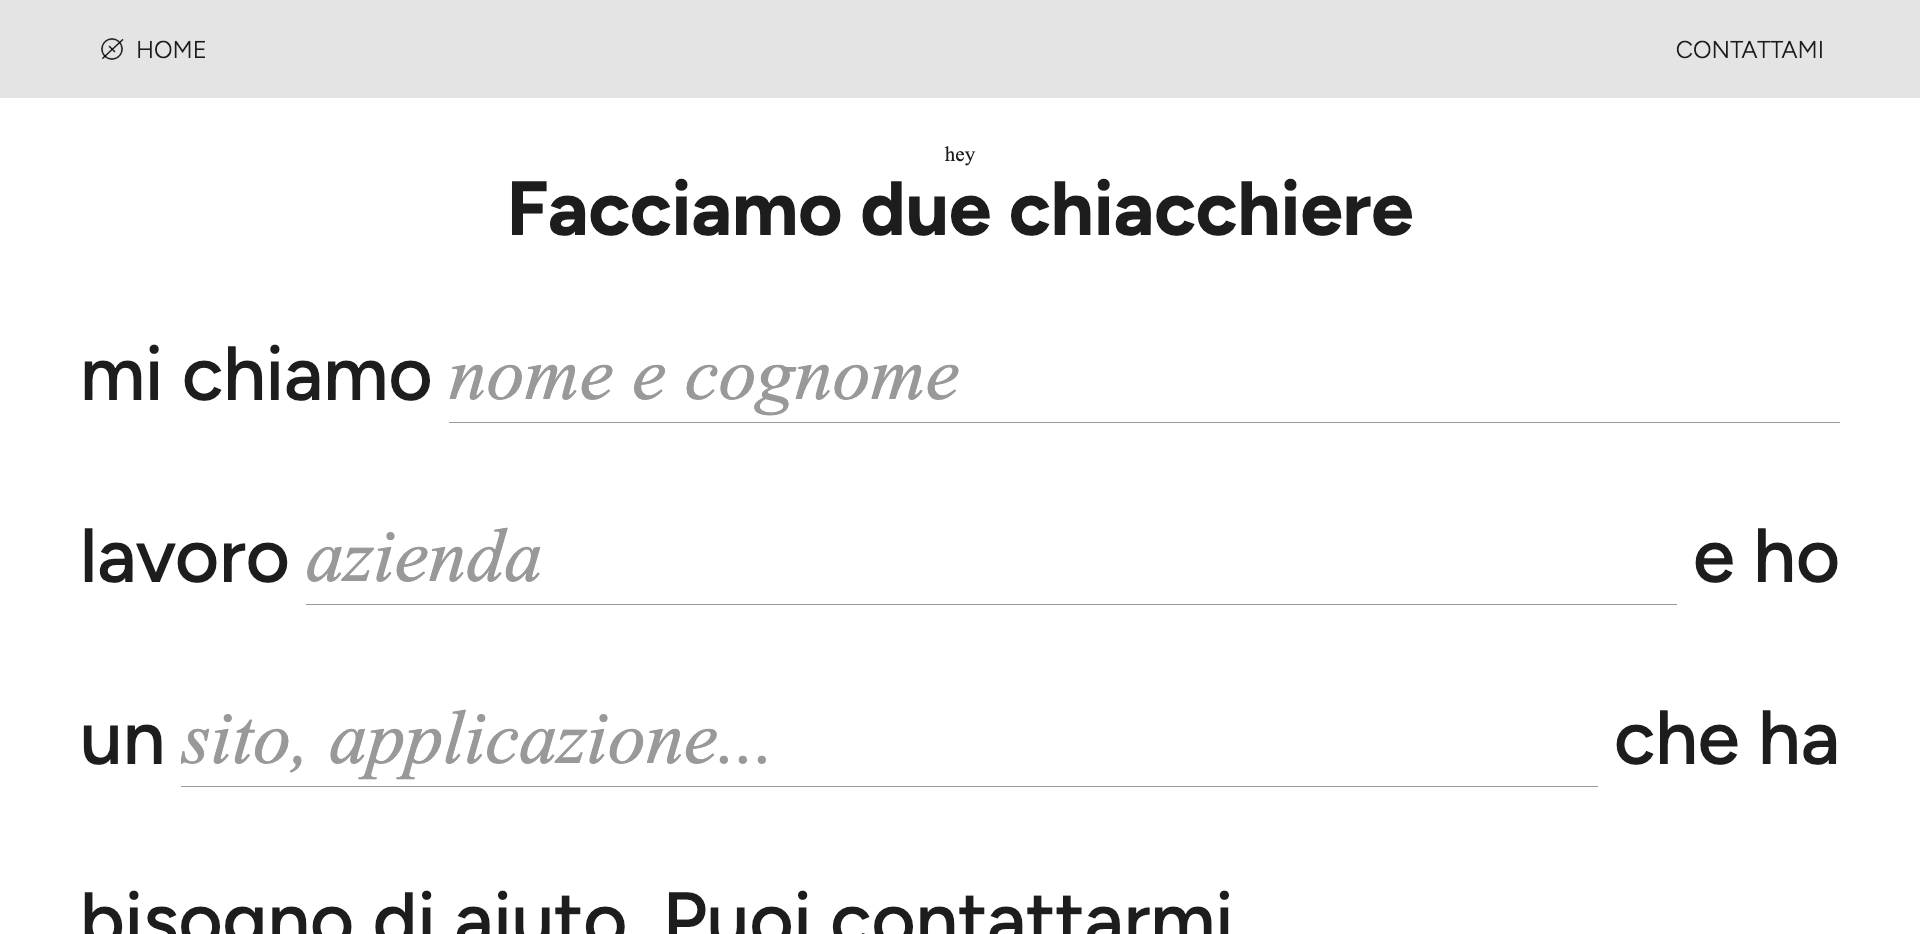 HOME
CONTATTAMI
hey
Facciamo due chiacchiere
mi chiamo nome e cognome
lavoro azienda e ho
un sito, applicazione... che ha
bisogno di aiuto. Puoi contattarmi